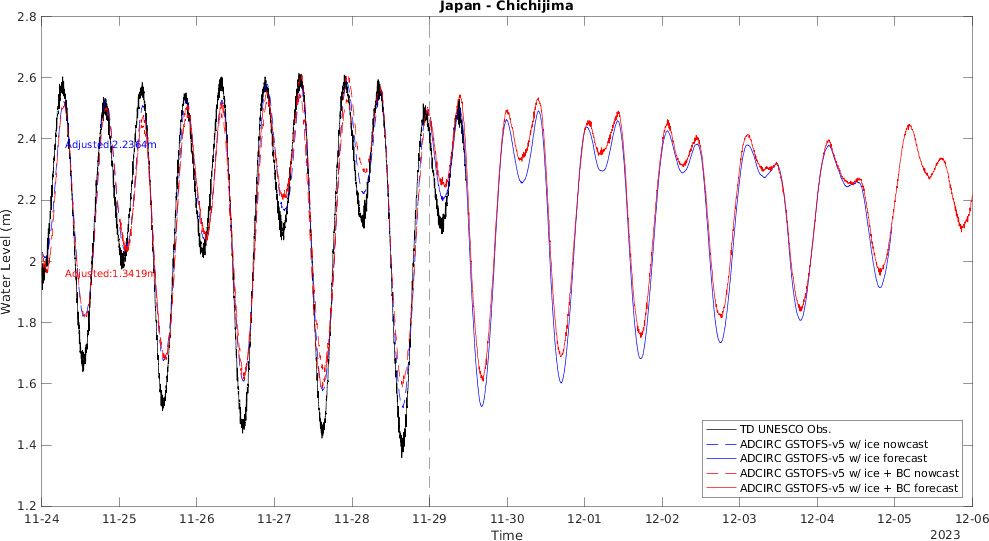 Japan - Chichijima
2.8
2.6
2.4
2.2
2
1.8
1.6
1.4
1.2
Water Level (m)
Adjusted:2.2364m
Adjusted:1.3419m
TD UNESCO Obs.
ADCIRC GSTOFS-v5 w/ ice nowcast
ADCIRC GSTOFS-v5 w/ ice forecast
ADCIRC GSTOFS-v5 w/ ice + BC nowcast
ADCIRC GSTOFS-v5 w/ ice + BC forecast
11-24 11-25 11-26 11-27 11-28 11-29 11-30 12-01 12-02 12-03 12-04 12-05 12-06
Time
2023